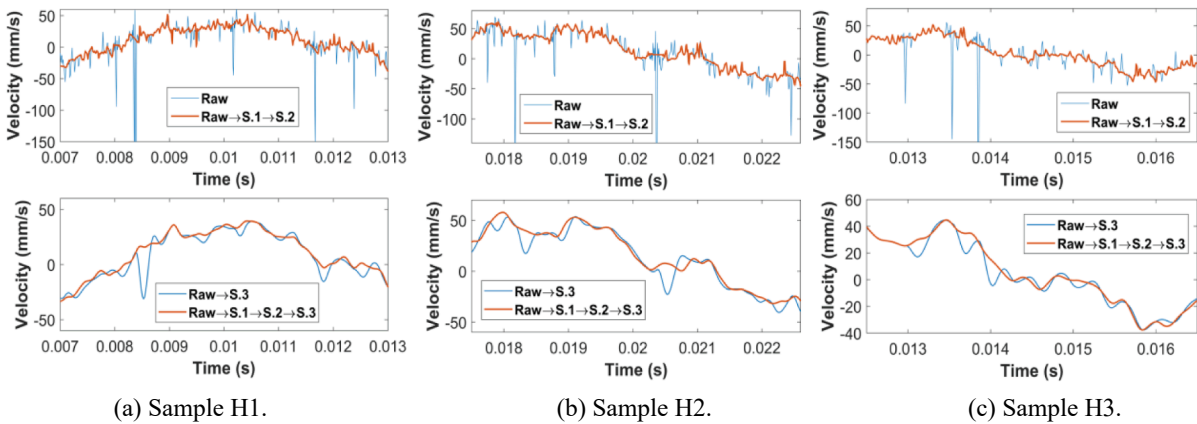 50
0
-50
-100
-150
Velocity (mm/s)
Raw
Raw→S.1→S.2
0.007 0.008 0.009 0.01 0.011 0.012 0.013
Time (s)
50
0
-50
-100
Velocity (mm/s)
Raw
Raw→S.1→S.2
0.018 0.019 0.02 0.021 0.022
Time (s)
100
50
0
-50
-100
-150
Velocity (mm/s)
Raw
Raw→S.1→S.2
0.013 0.014 0.015 0.016
Time (s)
50
0
-50
Velocity (mm/s)
Raw→S.3
Raw→S.1→S.2→S.3
0.007 0.008 0.009 0.01 0.011 0.012 0.013
Time (s)
50
0
-50
Velocity (mm/s)
Raw→S.3
Raw→S.1→S.2→S.3
0.018 0.019 0.02 0.021 0.022
Time (s)
60
40
20
0
-20
-40
Velocity (mm/s)
Raw→S.3
Raw→S.1→S.2→S.3
0.013 0.014 0.015 0.016
Time (s)
(a) Sample H1.
(b) Sample H2.
(c) Sample H3.